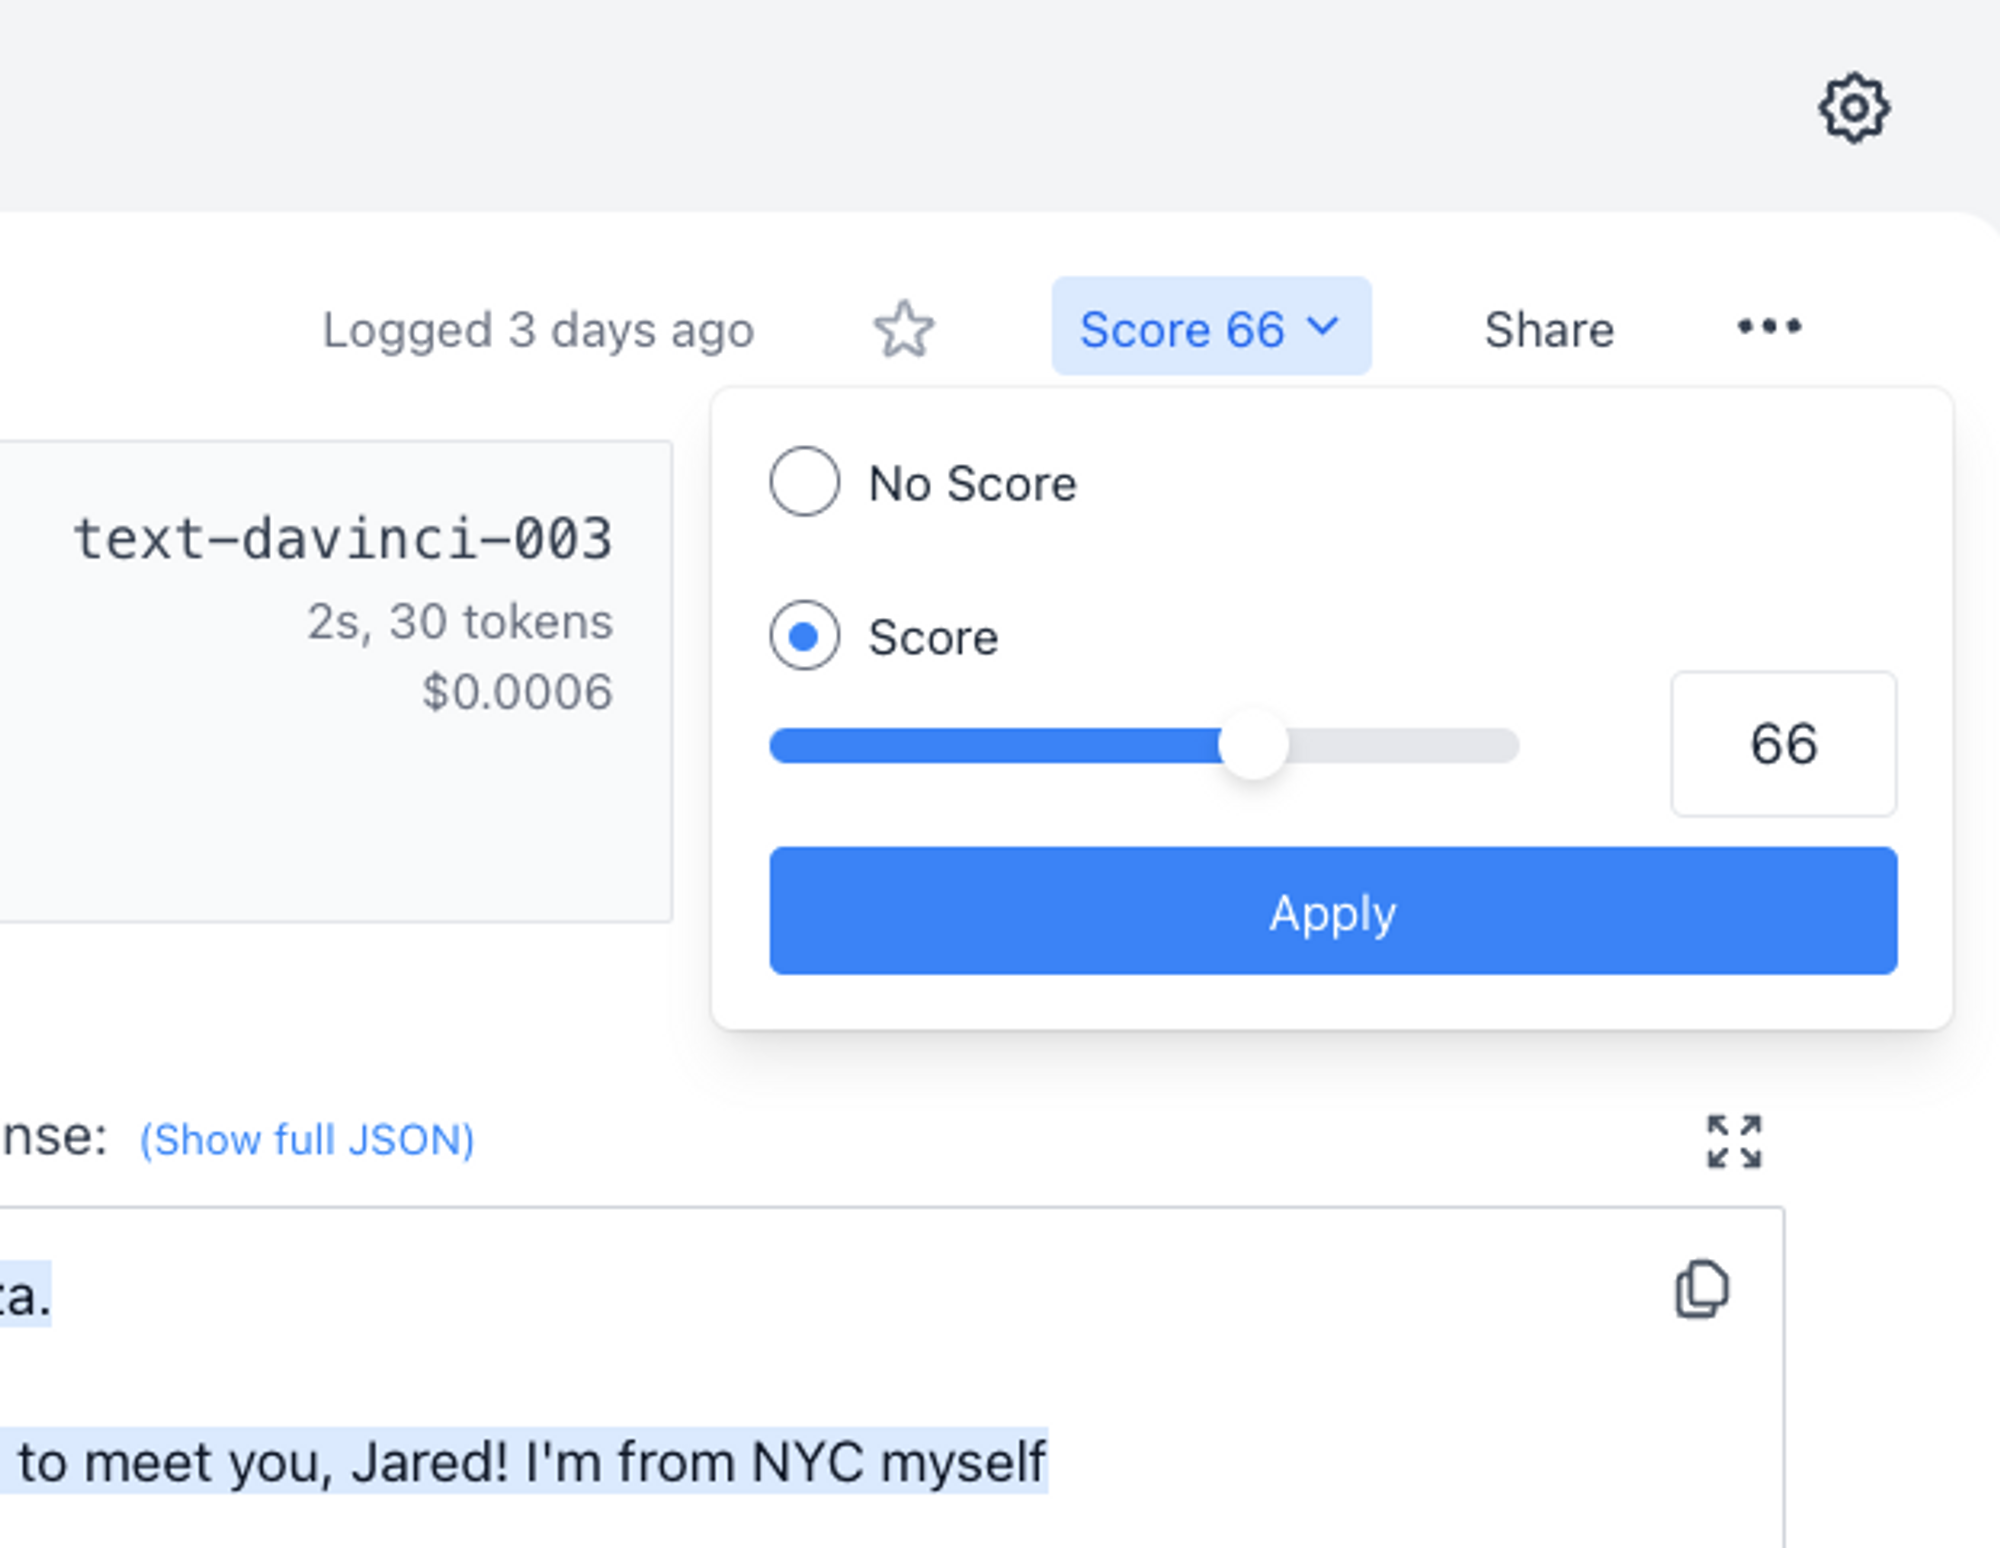 Logged 3 days ago
Score 66
Share
No Score
Score
66
Apply
text-davinci-003
2s, 30 tokens
$0.0006
nse: (Show full JSON)
ta.
to meet you, Jared! I'm from NYC myself